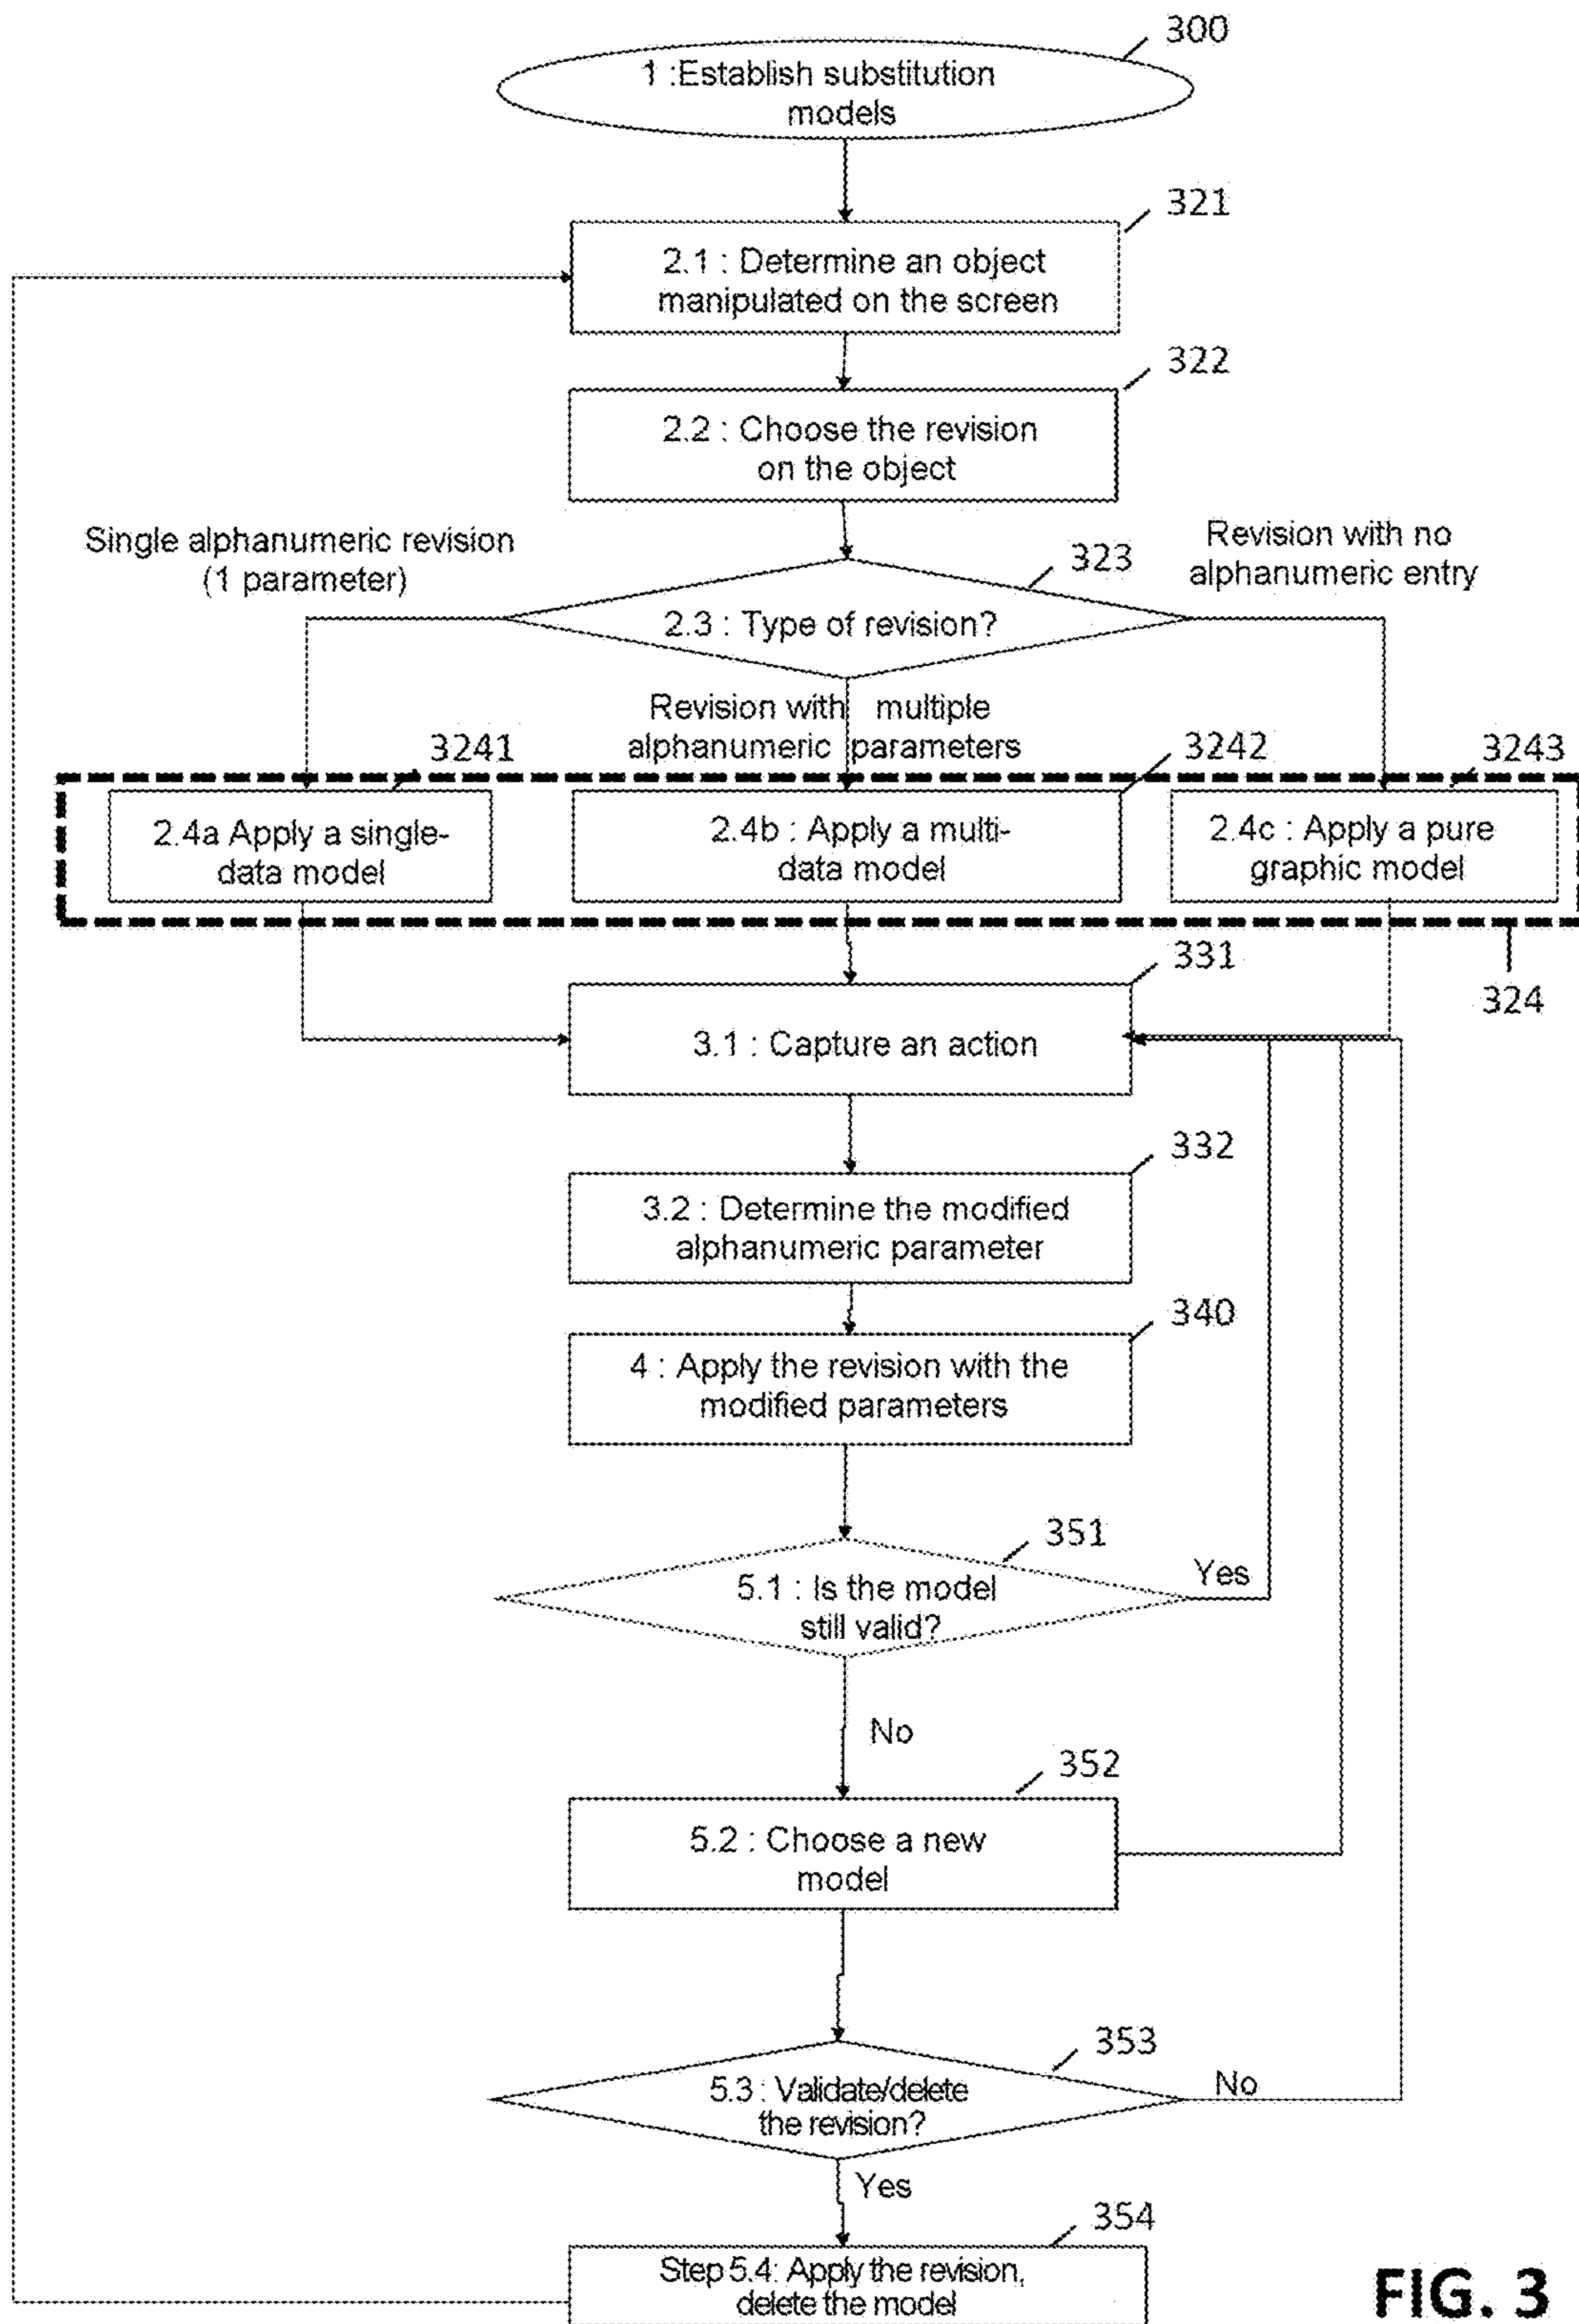 300
1 :Establish substitution
models
321
2.1 : Determine an object
manipulated on the screen
322
2.2 : Choose the revision
on the object
Single alphanumeric revision
(1 parameter)
323
Revision with no
alphanumeric entry
2.3 : Type of revision?
Revision with multiple
alphanumeric parameters
3241
3242
3243
2.4a Apply a single-
data model
2.4b : Apply a multi-
data model
2.4c : Apply a pure
graphic model
324
331
3.1 : Capture an action
332
3.2 : Determine the modified
alphanumeric parameter
340
4 : Apply the revision with the
modified parameters
351
5.1 : Is the model
still valid?
Yes
No
352
5.2 : Choose a new
model
353
5.3 : Validate/delete
the revision?
No
Yes
354
Step 5.4: Apply the revision,
delete the model
FIG. 3